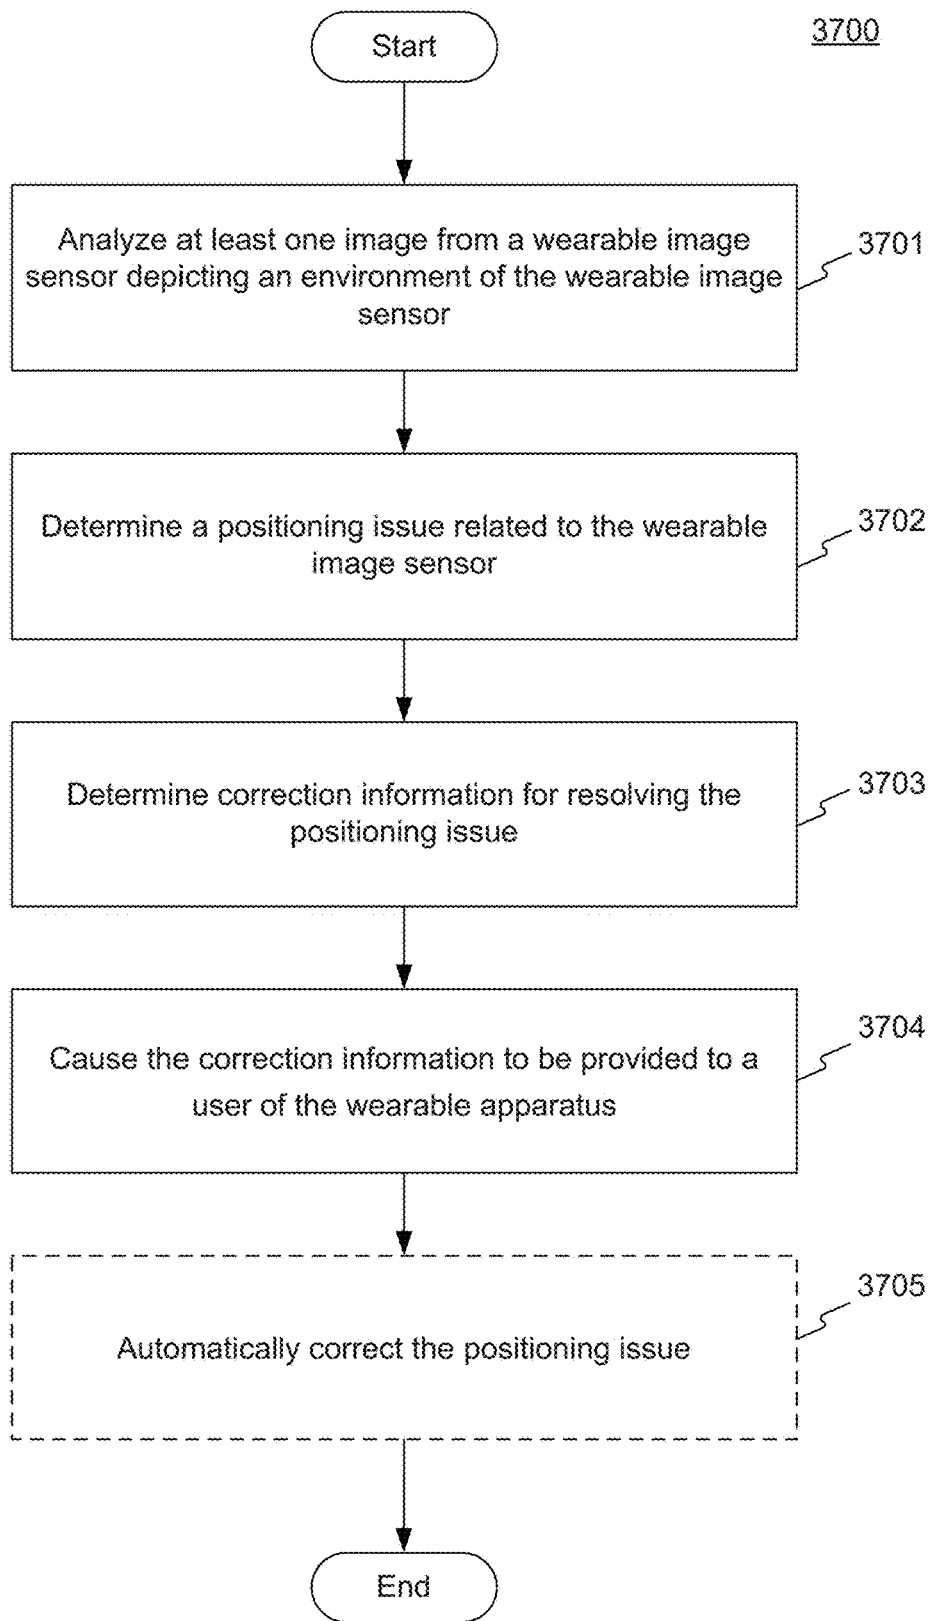 Start
3700
Analyze at least one image from a wearable image
sensor depicting an environment of the wearable image
sensor
3701
Determine a positioning issue related to the wearable
image sensor
3702
Determine correction information for resolving the
positioning issue
3703
Cause the correction information to be provided to a
user of the wearable apparatus
3704
Automatically correct the positioning issue
3705
End